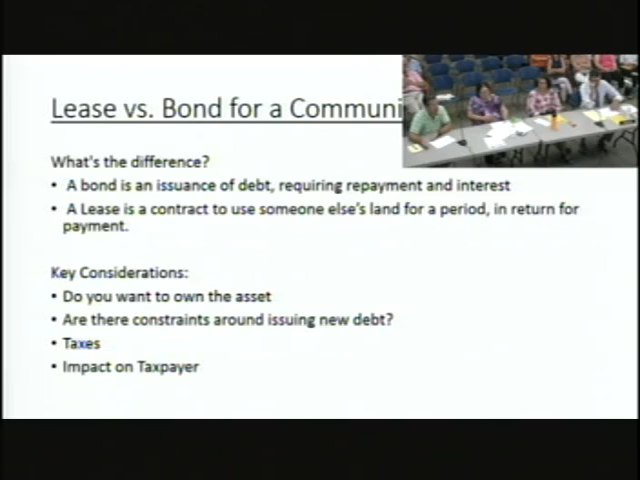 Lease vs. Bond for a Communi
What's the difference?
• A bond is an issuance of debt, requiring repayment and interest
• A Lease is a contract to use someone else's land for a period, in return for
payment.
Key Considerations:
• Do you want to own the asset
• Are there constraints around issuing new debt?
• Taxes
• Impact on Taxpayer